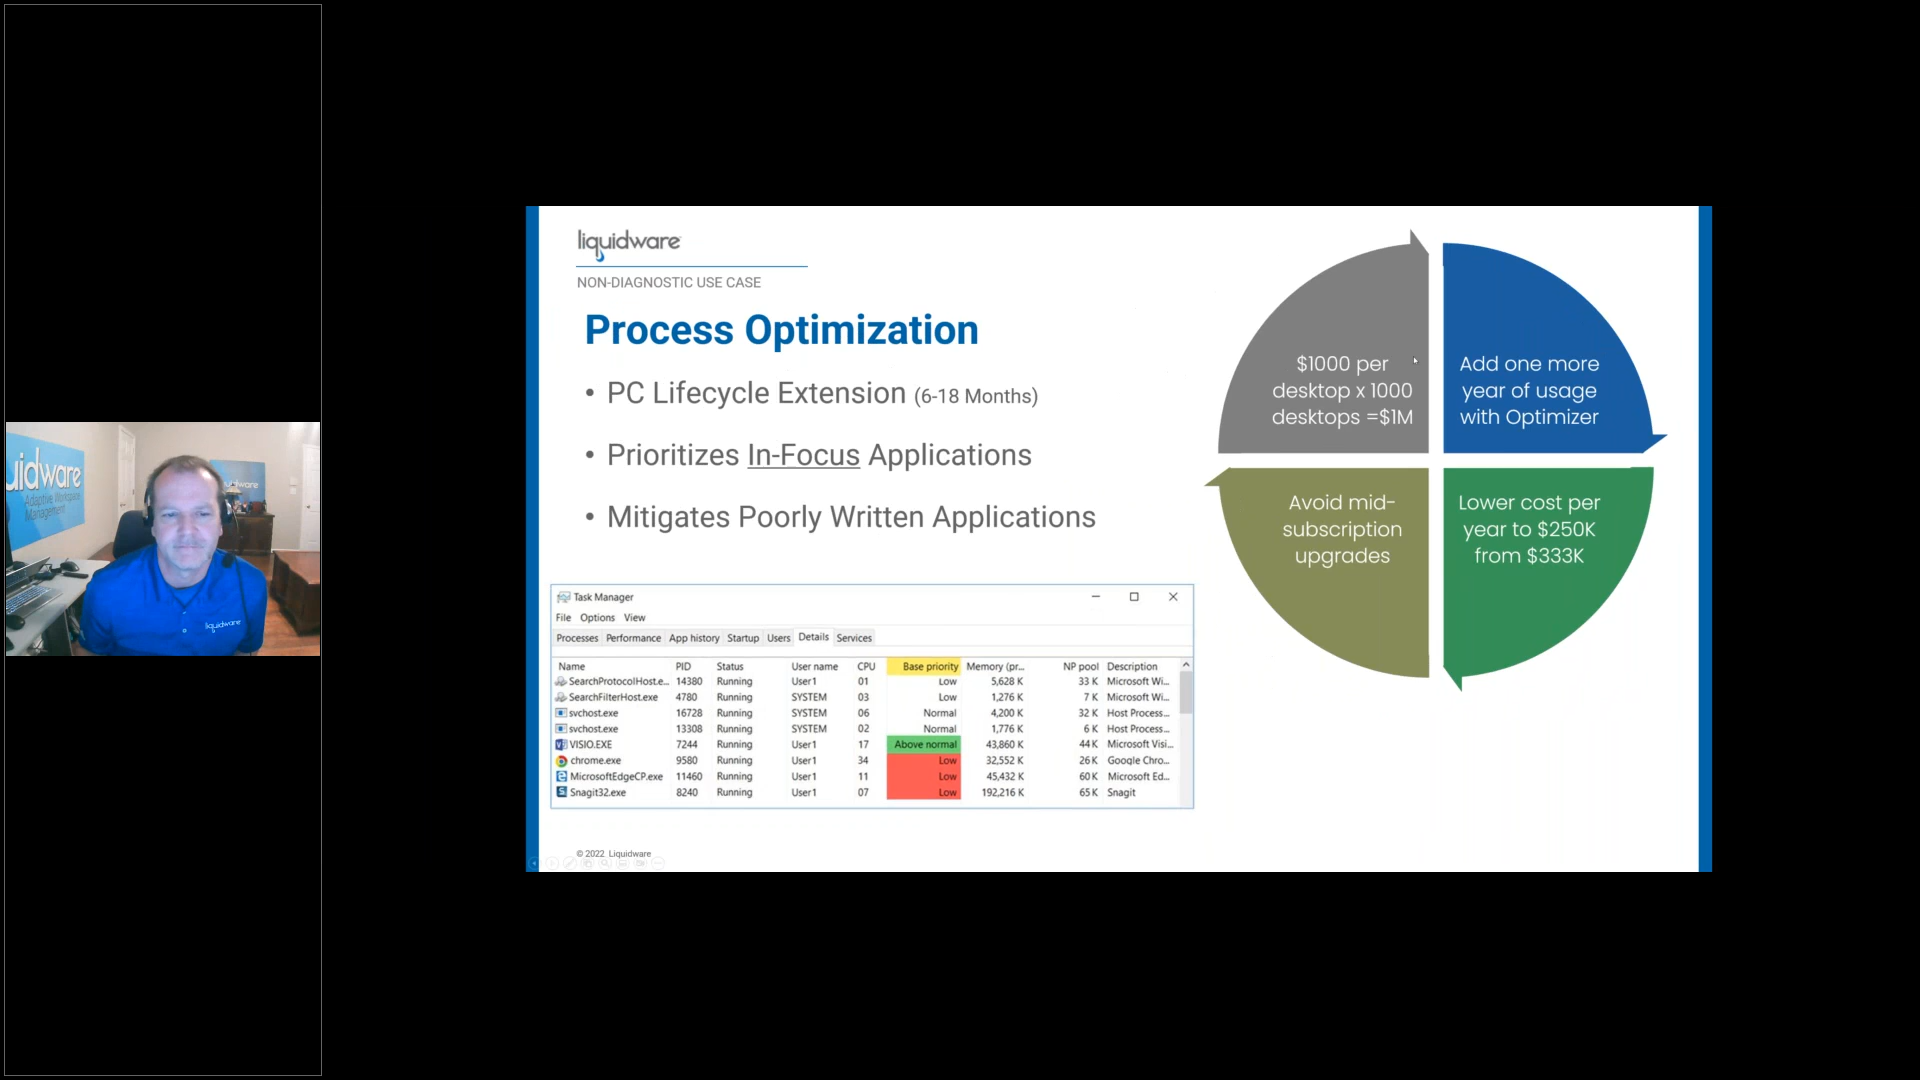 uidware
Adaptive Workspace
Management
liquidware
liquidware
NON-DIAGNOSTIC USE CASE
Process Optimization
• PC Lifecycle Extension (6-18 Months)
• Prioritizes In-Focus Applications
• Mitigates Poorly Written Applications
$1000 per
desktop x 1000
desktops =$1M
Add one more
year of usage
with Optimizer
Avoid mid-
subscription
upgrades
Lower cost per
year to $250K
from $333K
Task Manager
File Options View
Processes Performance App history Startup Users Details Services
Name PID Status User name CPU Base priority Memory (pr... NP pool Description
SearchProtocolHost.e... 14380 Running User1 01 Low 5,628 K 33 K Microsoft Wi...
SearchFilterHost.exe 4780 Running SYSTEM 03 Low 1,276 K 7 K Microsoft Wi...
svchost.exe 16728 Running SYSTEM 06 Normal 4,200 K 32 K Host Process...
svchost.exe 13308 Running SYSTEM 02 Normal 1,776 K 6 K Host Process...
VISIO.EXE 7244 Running User1 17 Above normal 43,860 K 44 K Microsoft Visi...
chrome.exe 9580 Running User1 34 Low 32,552 K 26 K Google Chro...
MicrosoftEdgeCP.exe 11460 Running User1 11 Low 45,432 K 60 K Microsoft Ed...
Snagit32.exe 8240 Running User1 07 Low 192,216 K 65 K Snagit
© 2022 Liquidware